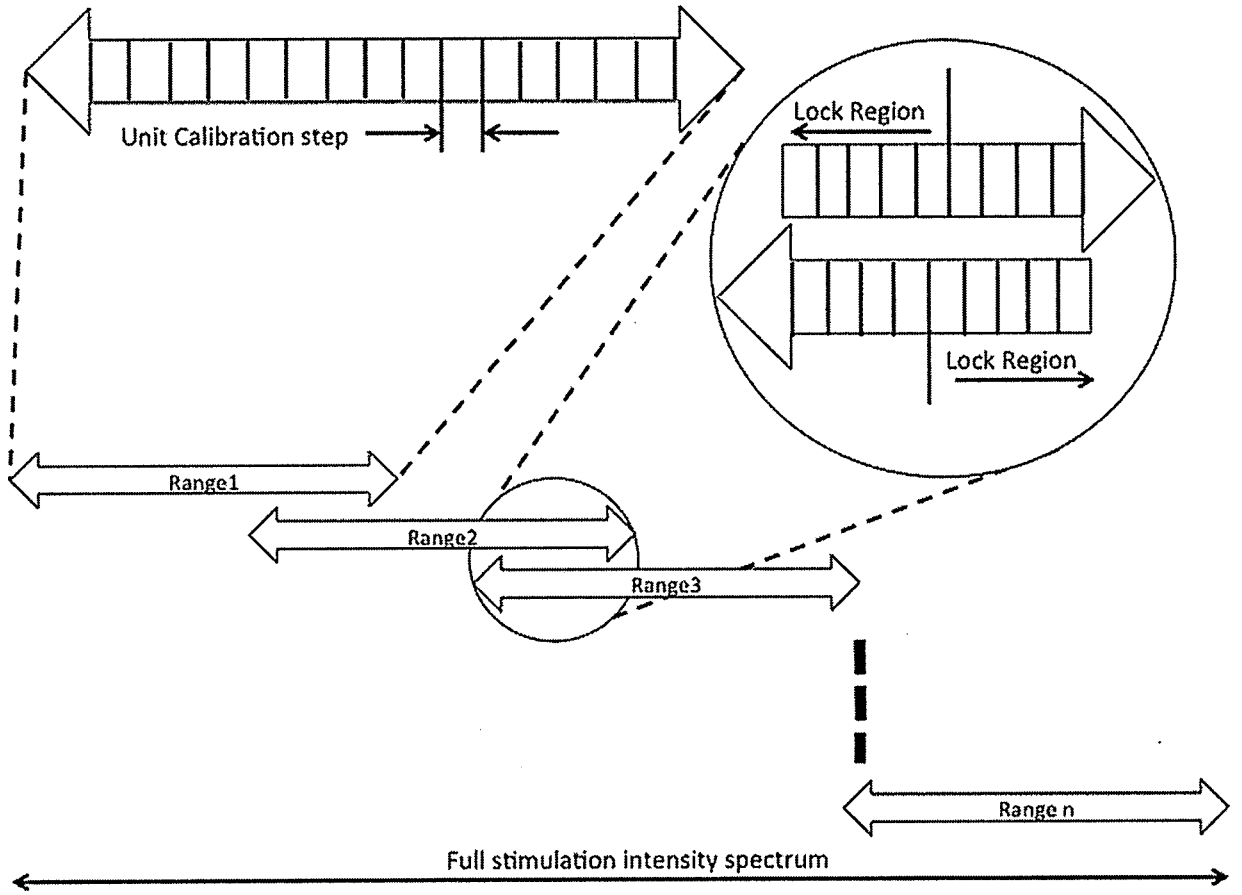 Unit Calibration step
Lock Region
Lock Region
Range1
Range2
Range3
Range n
Full stimulation intensity spectrum